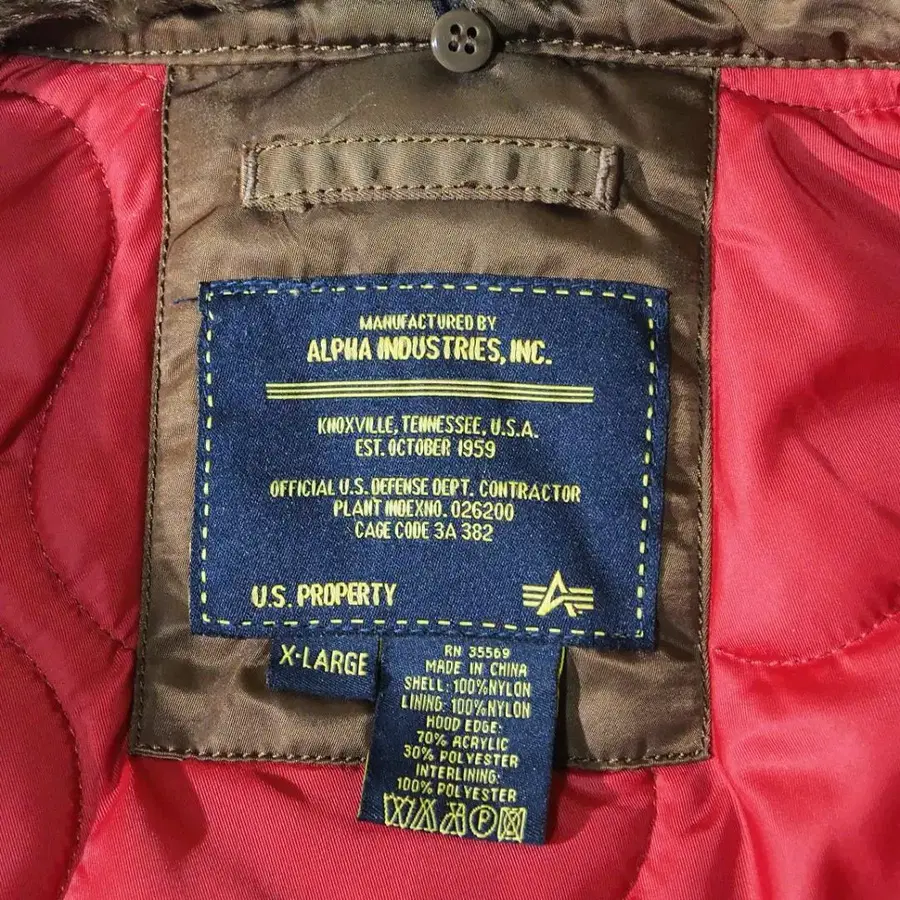 MANUFACTURED BY
ALPHA INDUSTRIES, INC.
KNOXVILLE, TENNESSEE, U.S.A.
EST. OCTOBER 1959
OFFICIAL U.S. DEFENSE DEPT. CONTRACTOR
PLANT INDEXNO. 026200
CAGE CODE 3A 382
U.S. PROPERTY
X-LARGE
RN 35569
MADE IN CHINA
SHELL: 100%NYLON
LINING: 100%NYLON
HOOD EDGE:
70% ACRYLIC
30% POLYESTER
INTERLINING:
100% POLYESTER
P